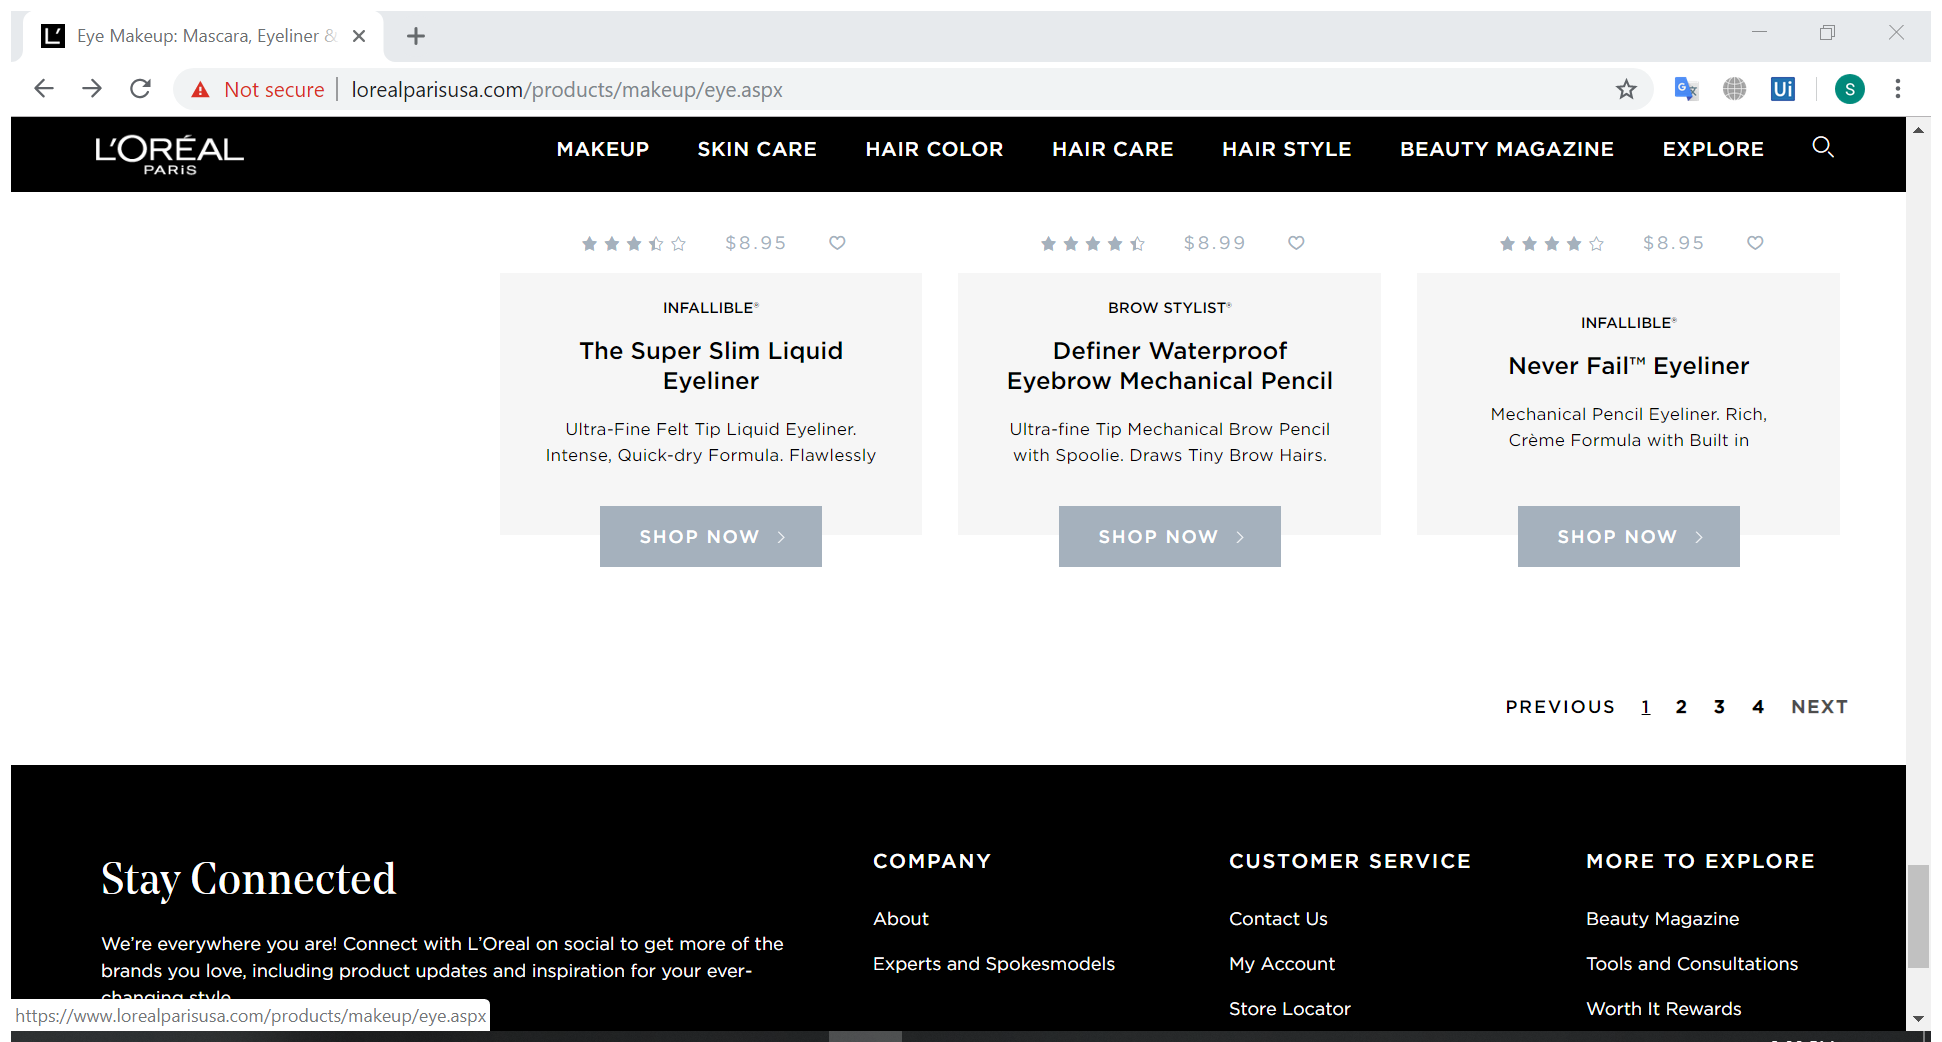 Eye Makeup: Mascara, Eyeliner &
Not secure lorealparisusa.com/products/makeup/eye.aspx
Ui
S
L'ORÉAL
PARIS
MAKEUP SKIN CARE HAIR COLOR HAIR CARE HAIR STYLE BEAUTY MAGAZINE EXPLORE
$8.95
INFALLIBLE®
The Super Slim Liquid
Eyeliner
Ultra-Fine Felt Tip Liquid Eyeliner.
Intense, Quick-dry Formula. Flawlessly
SHOP NOW
$8.99
BROW STYLIST®
Definer Waterproof
Eyebrow Mechanical Pencil
Ultra-fine Tip Mechanical Brow Pencil
with Spoolie. Draws Tiny Brow Hairs.
SHOP NOW
$8.95
INFALLIBLE®
Never Fail™ Eyeliner
Mechanical Pencil Eyeliner. Rich,
Crème Formula with Built in
SHOP NOW
PREVIOUS 1 2 3 4 NEXT
Stay Connected
We're everywhere you are! Connect with L'Oreal on social to get more of the
brands you love, including product updates and inspiration for your ever-
changing style.
COMPANY
About
Experts and Spokesmodels
CUSTOMER SERVICE
Contact Us
My Account
Store Locator
MORE TO EXPLORE
Beauty Magazine
Tools and Consultations
Worth It Rewards
https://www.lorealparisusa.com/products/makeup/eye.aspx